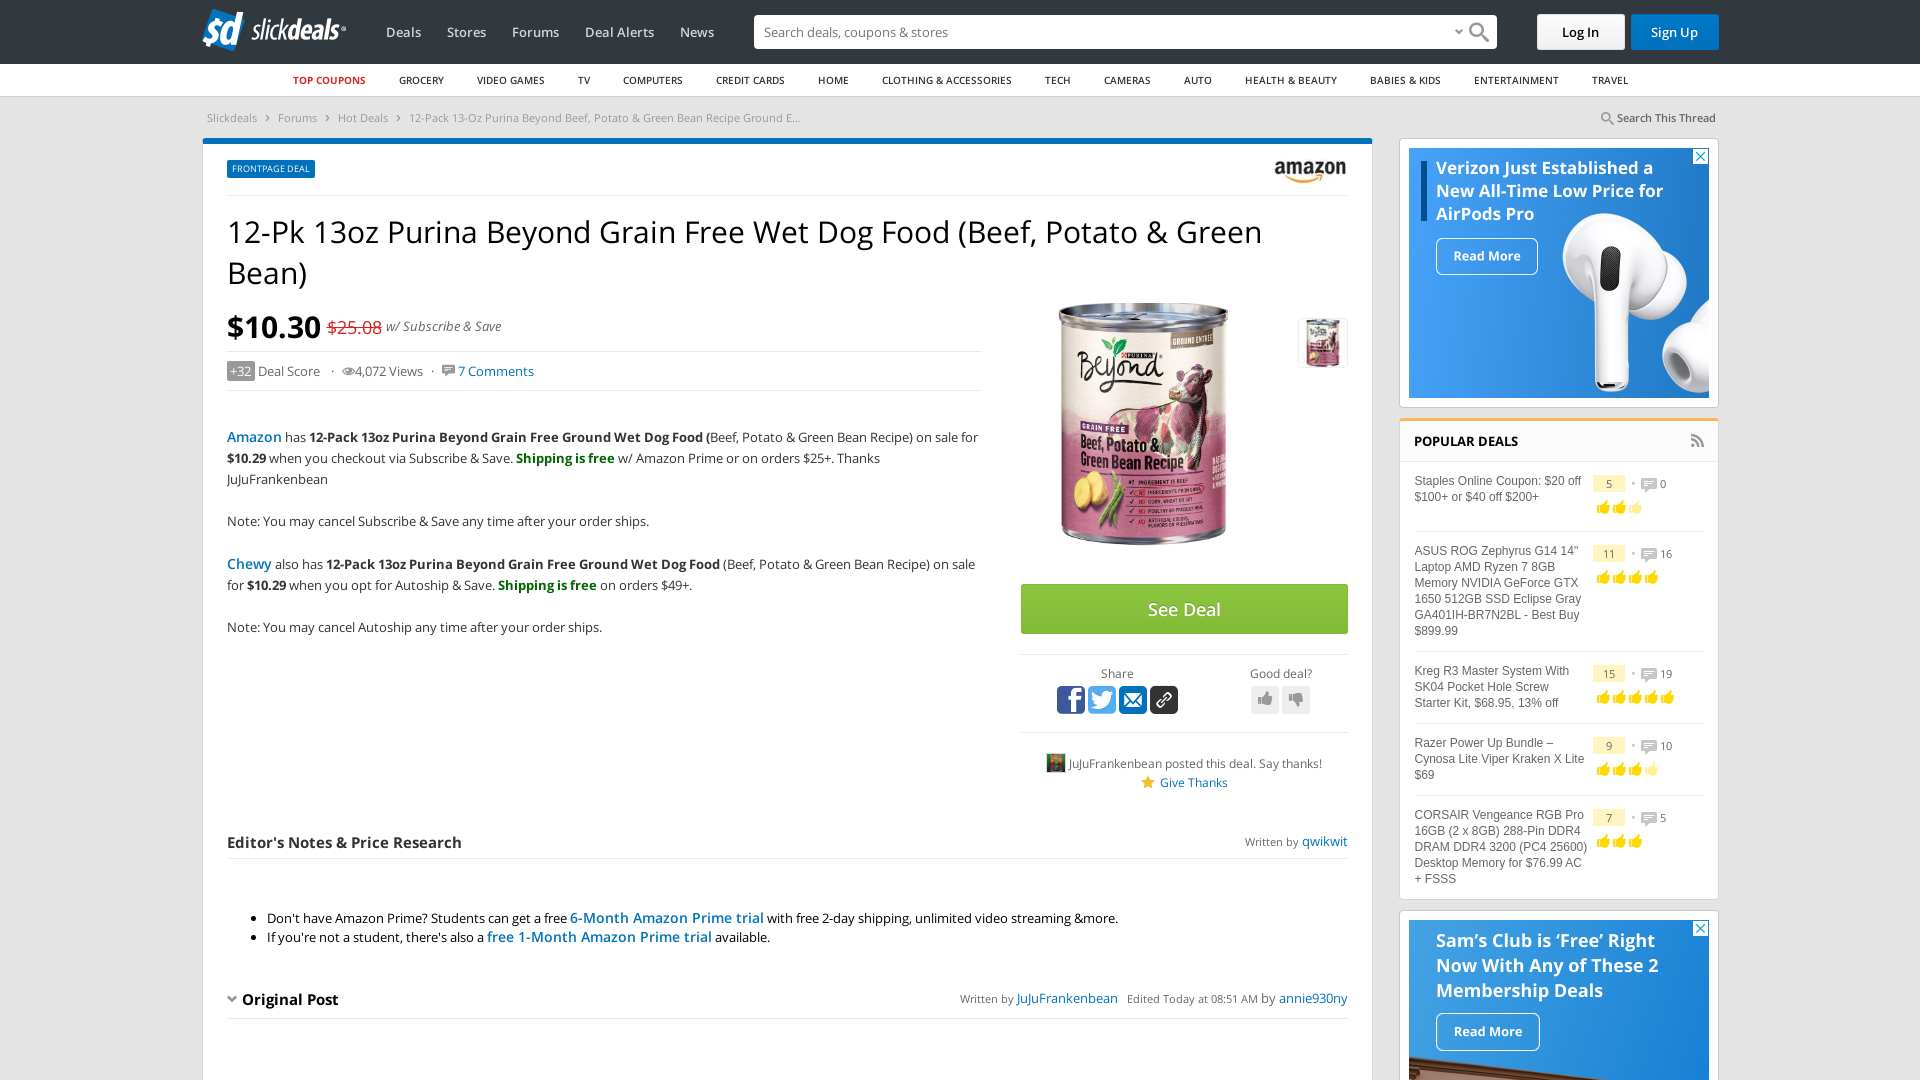 slickdeals
Deals
Stores
Forums
Deal Alerts
News
Search deals, coupons & stores
Log In
Sign Up
TOP COUPONS
GROCERY
VIDEO GAMES
TV
COMPUTERS
CREDIT CARDS
HOME
CLOTHING & ACCESSORIES
TECH
CAMERAS
AUTO
HEALTH & BEAUTY
BABIES & KIDS
ENTERTAINMENT
TRAVEL
Slickdeals > Forums > Hot Deals > 12-Pack 13-Oz Purina Beyond Beef, Potato & Green Bean Recipe Ground E...
Search This Thread
FRONTPAGE DEAL
amazon
12-Pk 13oz Purina Beyond Grain Free Wet Dog Food (Beef, Potato & Green
Bean)
$10.30 $25.08 w/ Subscribe & Save
+32 Deal Score · 4,072 Views · 7 Comments
Amazon has 12-Pack 13oz Purina Beyond Grain Free Ground Wet Dog Food (Beef, Potato & Green Bean Recipe) on sale for
$10.29 when you checkout via Subscribe & Save. Shipping is free w/ Amazon Prime or on orders $25+. Thanks
JuJuFrankenbean
Note: You may cancel Subscribe & Save any time after your order ships.
Chewy also has 12-Pack 13oz Purina Beyond Grain Free Ground Wet Dog Food (Beef, Potato & Green Bean Recipe) on sale
for $10.29 when you opt for Autoship & Save. Shipping is free on orders $49+.
Note: You may cancel Autoship any time after your order ships.
GROUND ENTRÉE
PURINA
Beyond
GRAIN FREE
Beef, Potato &
Green Bean Recipe
#1 INGREDIENT IS BEEF
See Deal
Share
Good deal?
JuJuFrankenbean posted this deal. Say thanks!
Give Thanks
Editor's Notes & Price Research
Written by qwikwit
• Don't have Amazon Prime? Students can get a free 6-Month Amazon Prime trial with free 2-day shipping, unlimited video streaming &more.
• If you're not a student, there's also a free 1-Month Amazon Prime trial available.
Original Post
Written by JuJuFrankenbean Edited Today at 08:51 AM by annie930ny
Verizon Just Established a
New All-Time Low Price for
AirPods Pro
Read More
POPULAR DEALS
Staples Online Coupon: $20 off
$100+ or $40 off $200+
5 • 0
ASUS ROG Zephyrus G14 14"
Laptop AMD Ryzen 7 8GB
Memory NVIDIA GeForce GTX
1650 512GB SSD Eclipse Gray
GA401IH-BR7N2BL - Best Buy
$899.99
11 • 16
Kreg R3 Master System With
SK04 Pocket Hole Screw
Starter Kit, $68.95, 13% off
15 • 19
Razer Power Up Bundle –
Cynosa Lite Viper Kraken X Lite
$69
9 • 10
CORSAIR Vengeance RGB Pro
16GB (2 x 8GB) 288-Pin DDR4
DRAM DDR4 3200 (PC4 25600)
Desktop Memory for $76.99 AC
+ FSSS
7 • 5
Sam's Club is ‘Free’ Right
Now With Any of These 2
Membership Deals
Read More